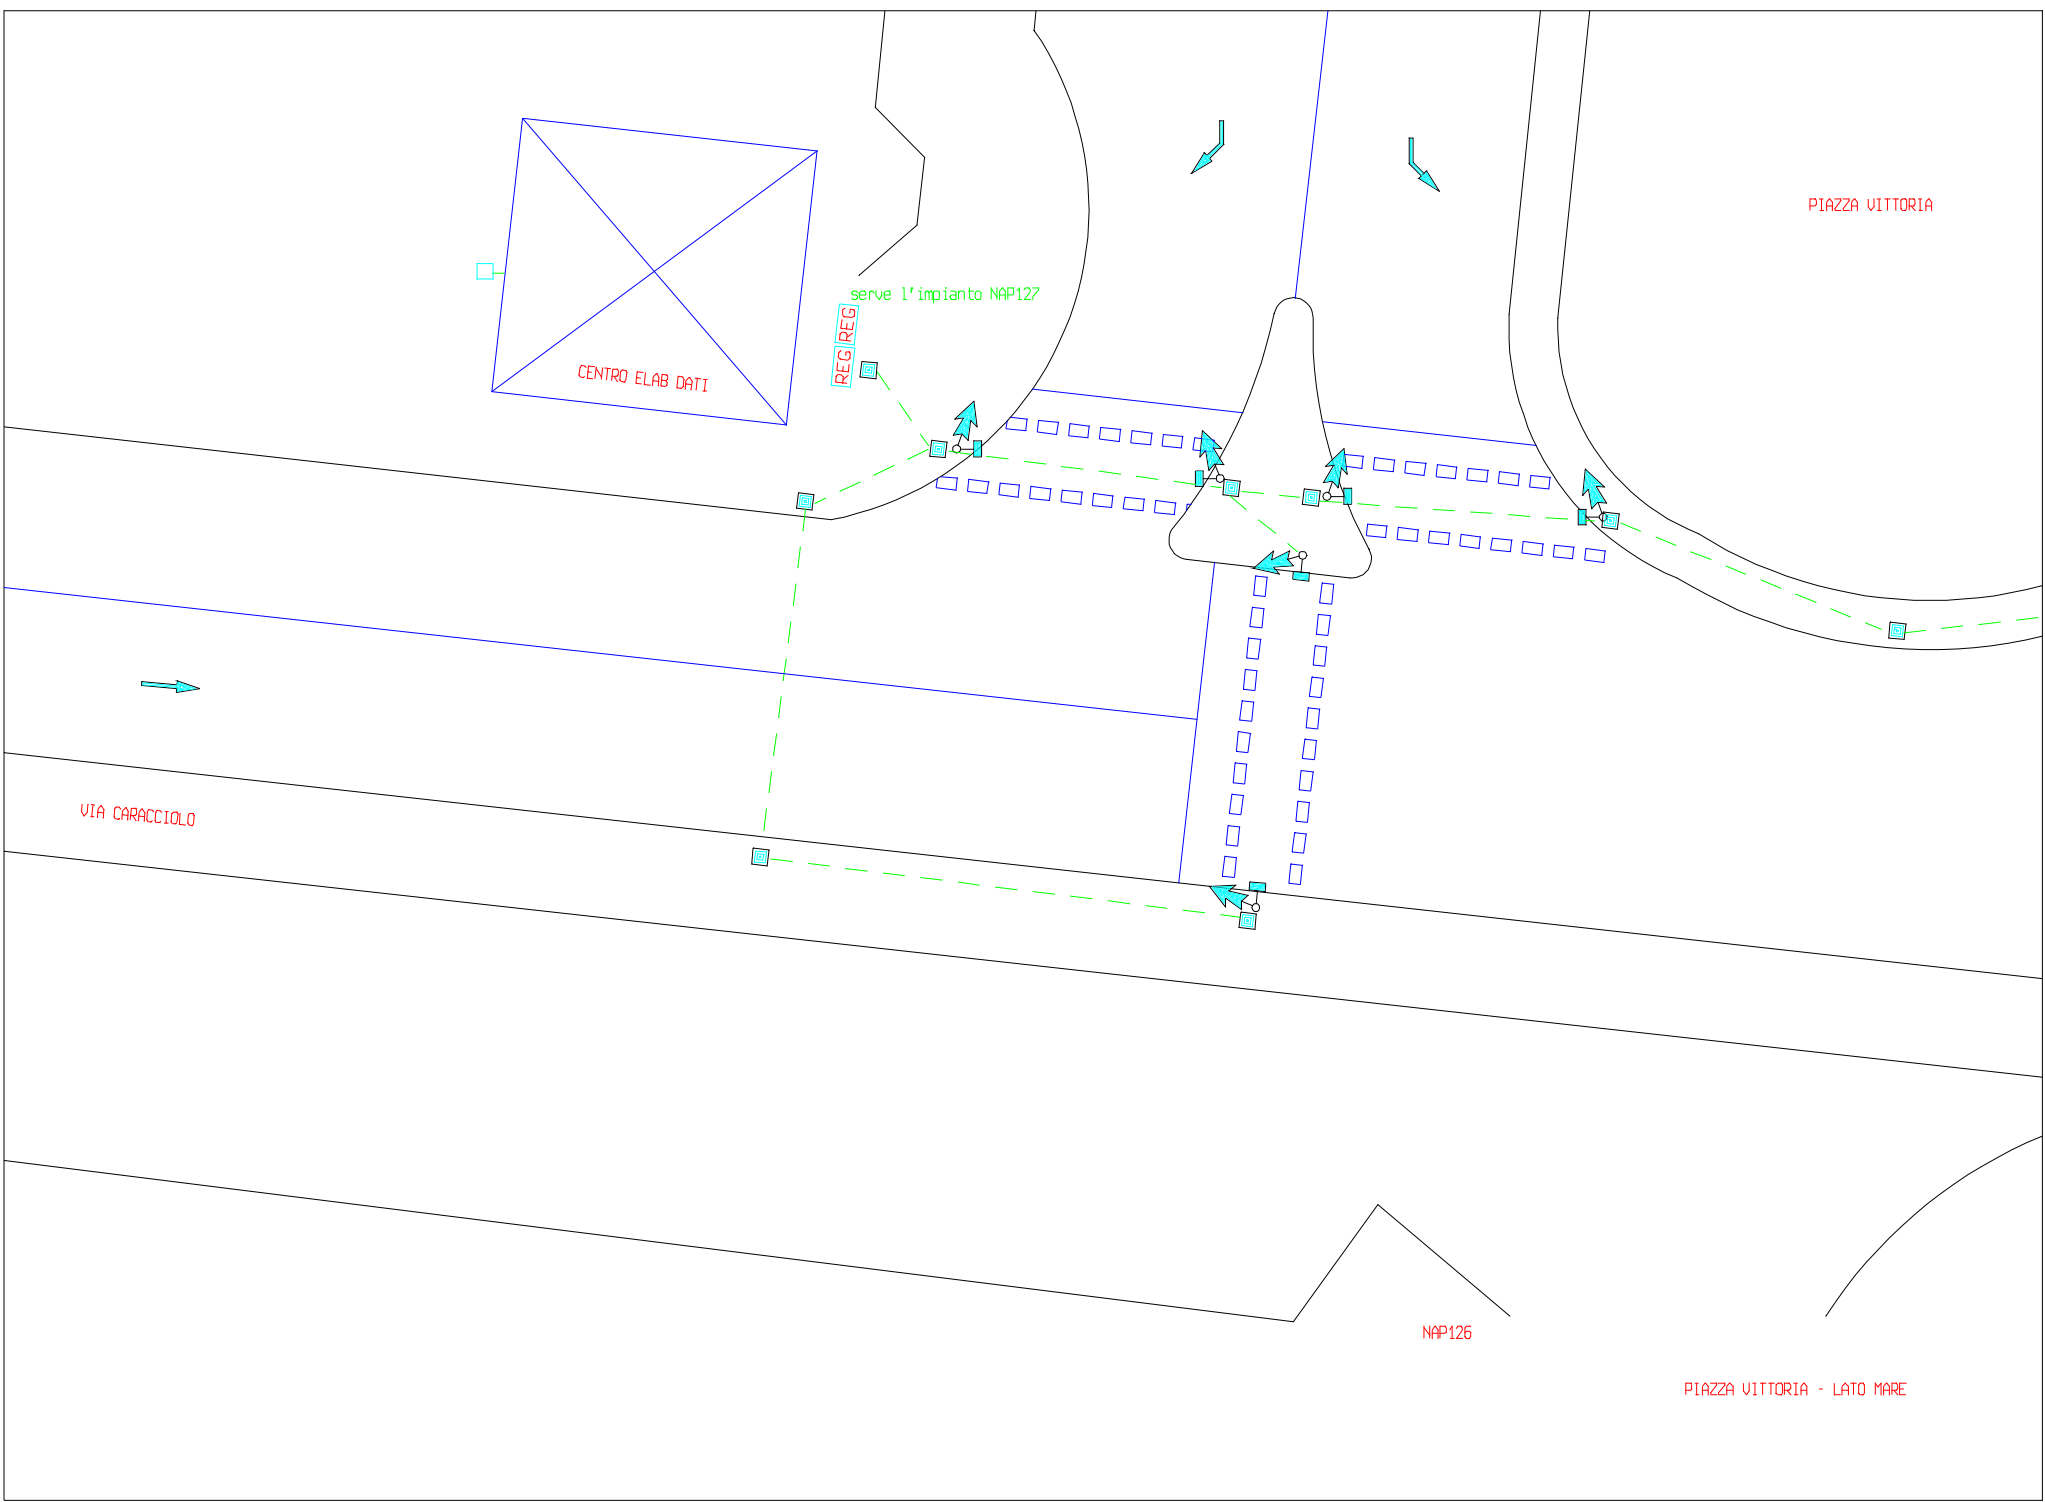 PIAZZA VITTORIA
serve l'impianto NAP127
REG
REG
CENTRO ELAB DATI
VIA CARACCIOLO
NAP126
PIAZZA VITTORIA - LATO MARE